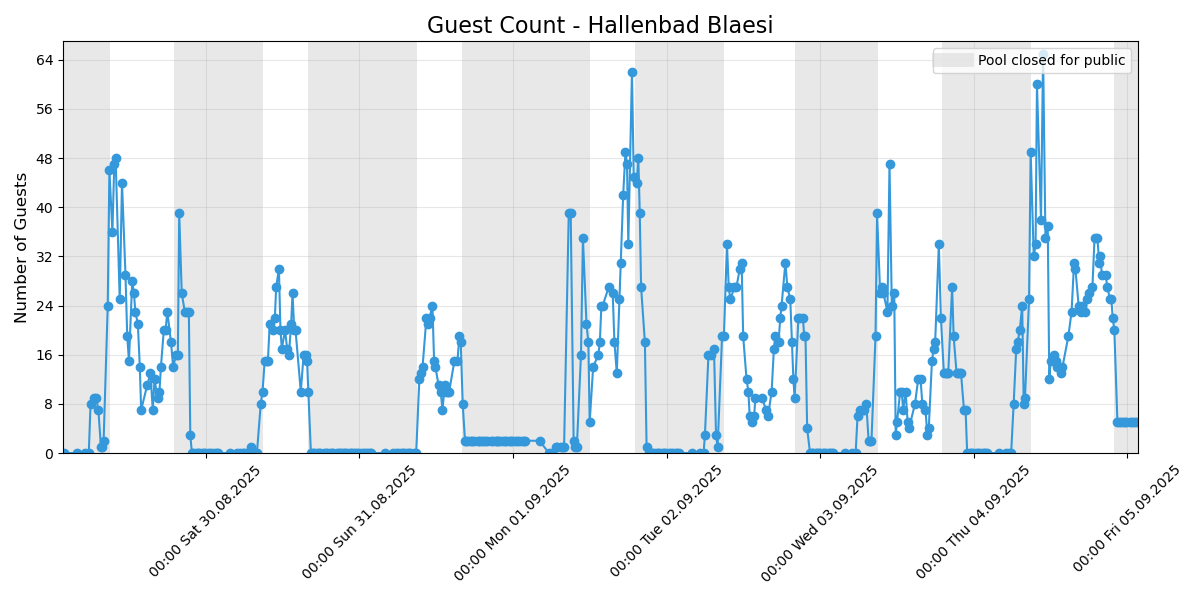 Guest Count - Hallenbad Blaesi
Pool closed for public
Number of Guests
64
56
48
40
32
24
16
8
0
00:00 Sat 30.08.2025
00:00 Sun 31.08.2025
00:00 Mon 01.09.2025
00:00 Tue 02.09.2025
00:00 Wed 03.09.2025
00:00 Thu 04.09.2025
00:00 Fri 05.09.2025